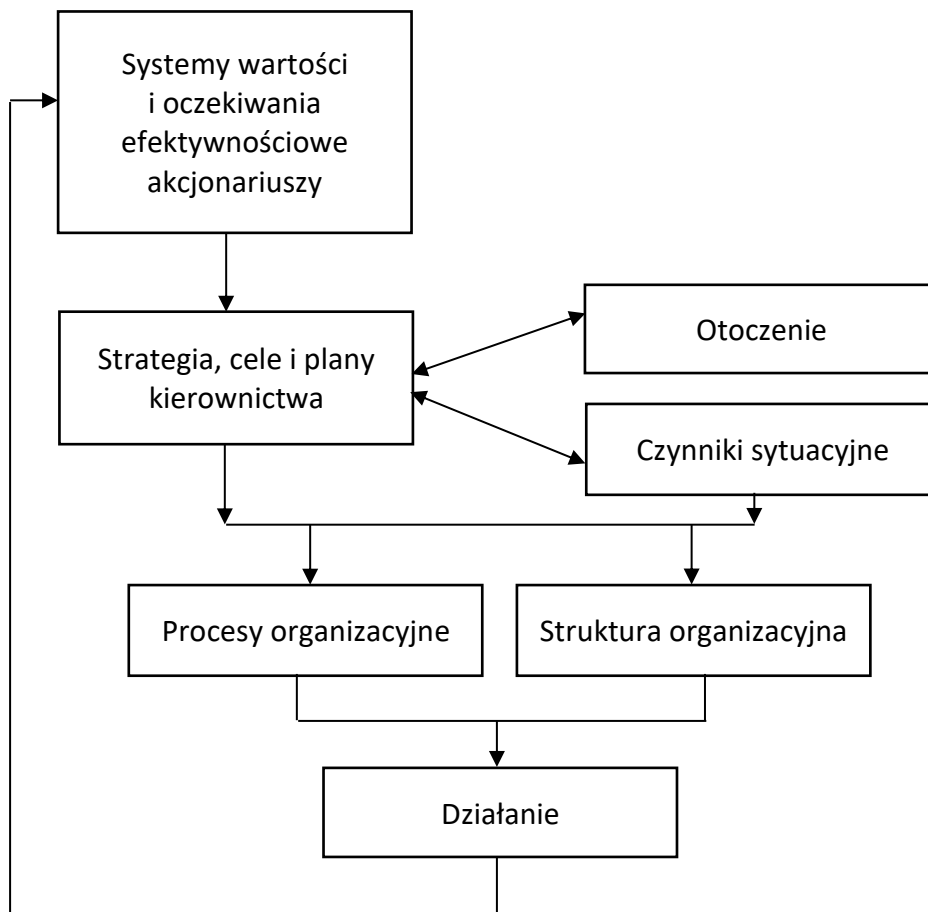 Systemy wartości
i oczekiwania
efektywnościowe
akcjonariuszy
Strategia, cele i plany
kierownictwa
Otoczenie
Czynniki sytuacyjne
Procesy organizacyjne
Struktura organizacyjna
Działanie